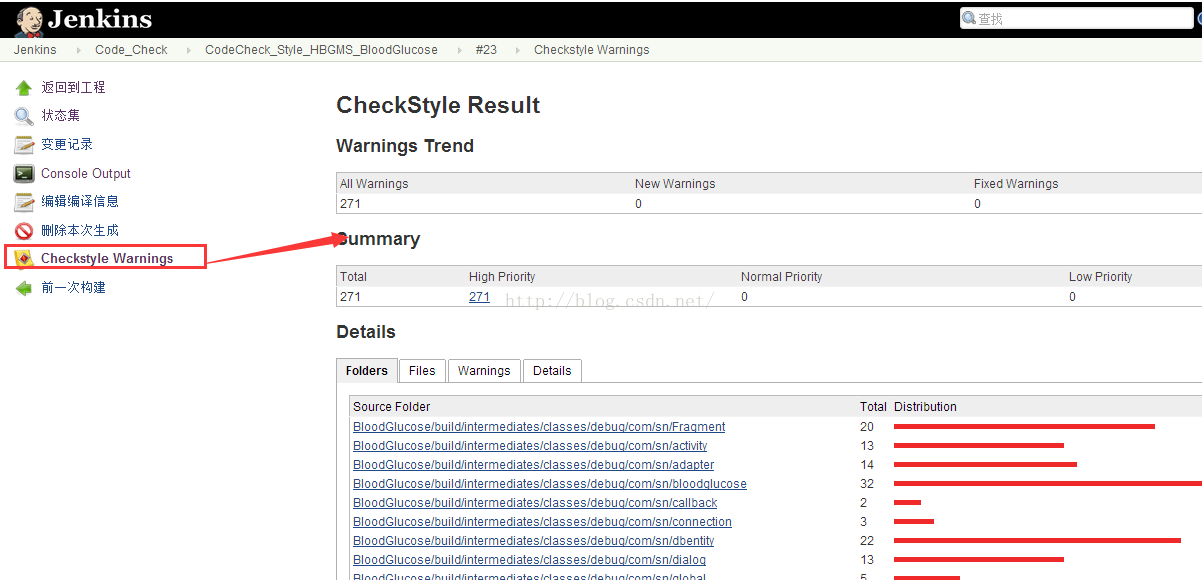 Jenkins
查找
Jenkins Code_Check CodeCheck_Style_HBGMS_BloodGlucose #23 Checkstyle Warnings
返回到工程
状态集
变更记录
Console Output
编辑编译信息
删除本次生成
Checkstyle Warnings
前一次构建
CheckStyle Result
Warnings Trend
All Warnings New Warnings Fixed Warnings
271 0 0
Summary
Total High Priority Normal Priority Low Priority
271 271 0 0
http://blog.csdn.net/
Details
Folders Files Warnings Details
Source Folder Total Distribution
BloodGlucose/build/intermediates/classes/debug/com/sn/Fragment 20
BloodGlucose/build/intermediates/classes/debug/com/sn/activity 13
BloodGlucose/build/intermediates/classes/debug/com/sn/adapter 14
BloodGlucose/build/intermediates/classes/debug/com/sn/bloodglucose 32
BloodGlucose/build/intermediates/classes/debug/com/sn/callback 2
BloodGlucose/build/intermediates/classes/debug/com/sn/connection 3
BloodGlucose/build/intermediates/classes/debug/com/sn/dbentity 22
BloodGlucose/build/intermediates/classes/debug/com/sn/dialog 13
BloodGlucose/build/intermediates/classes/debug/com/sn/global 5